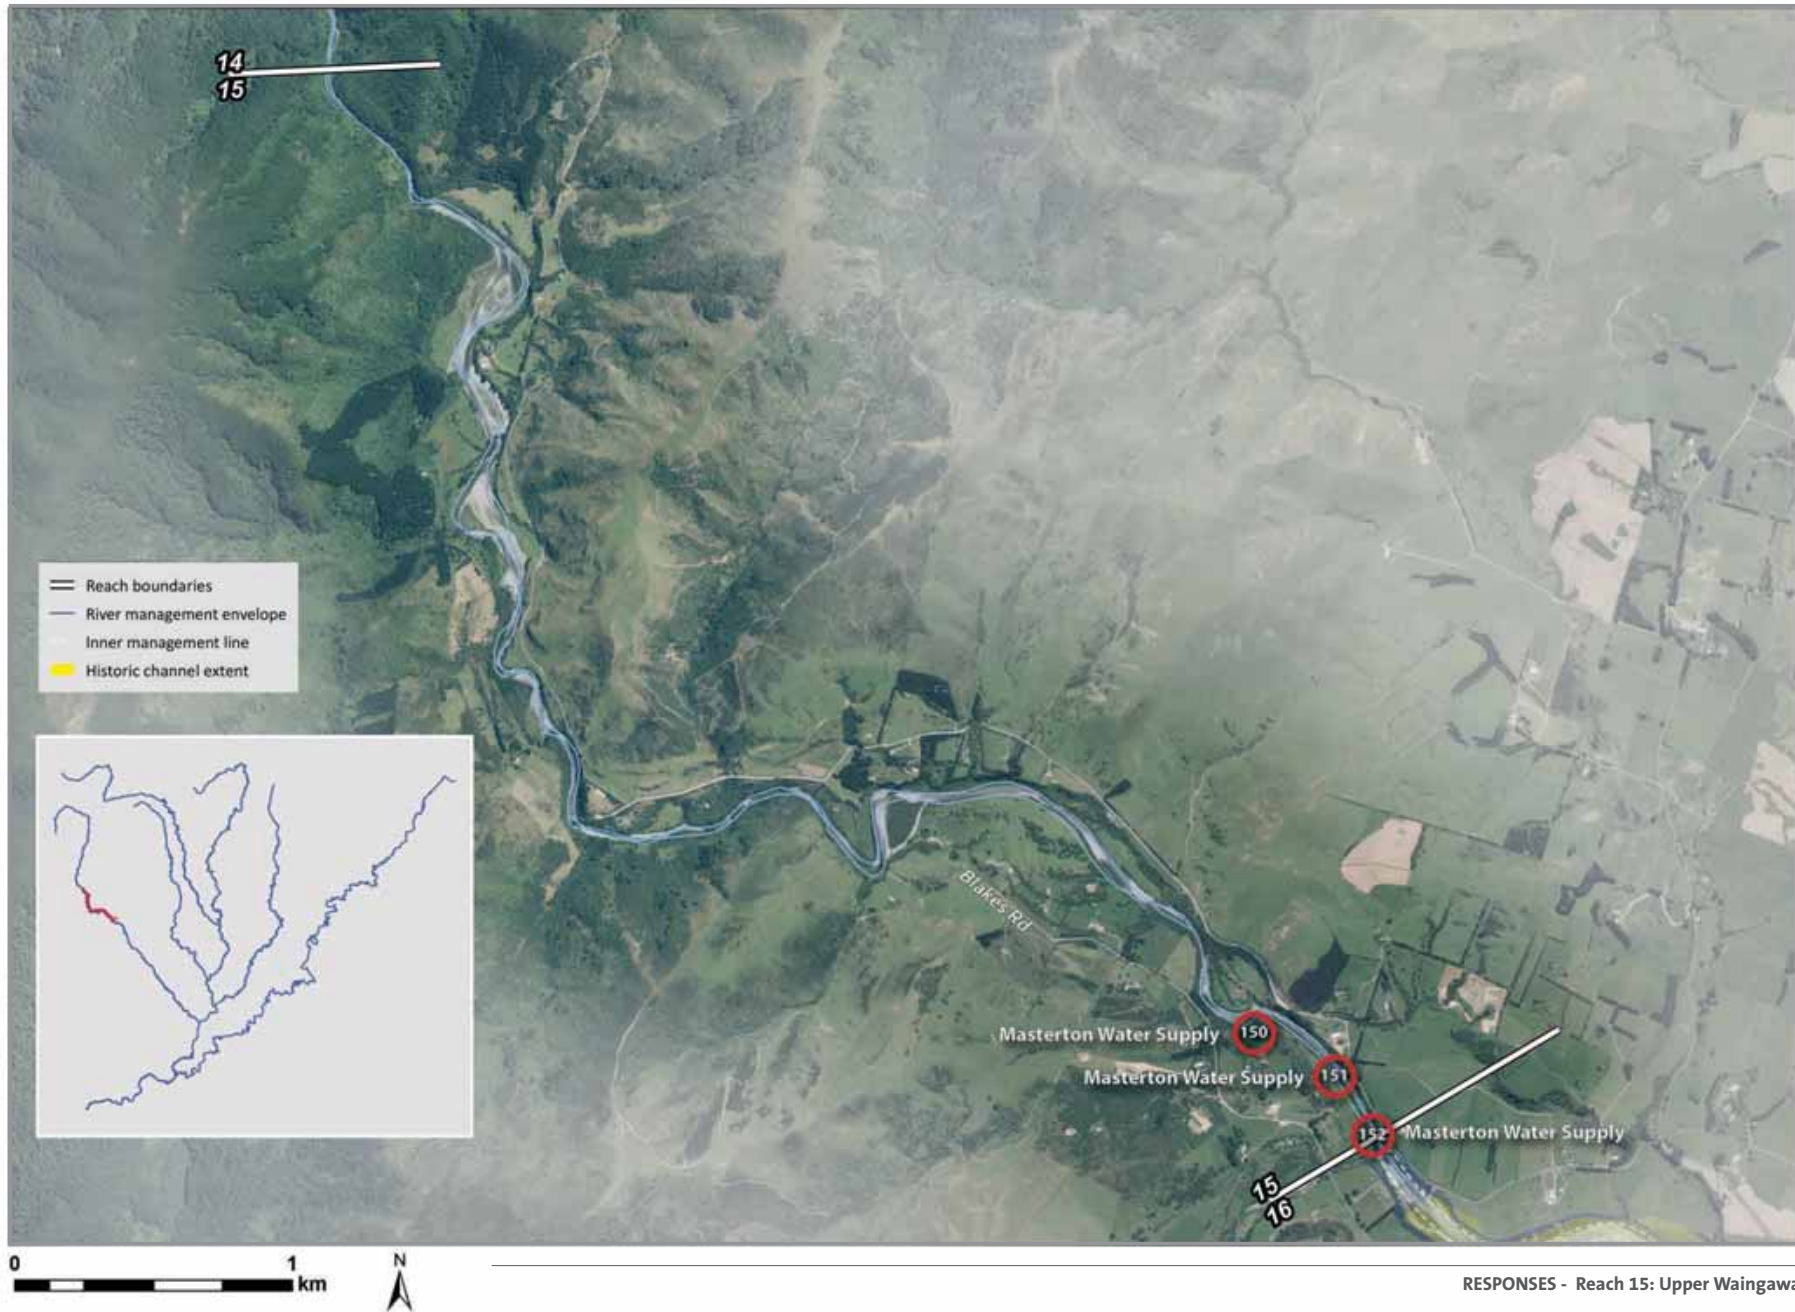 14
15
Reach boundaries
River management envelope
Inner management line
Historic channel extent
Blakes Rd
Masterton Water Supply 150
Masterton Water Supply 151
152 Masterton Water Supply
15
16
0 1
km
N
RESPONSES - Reach 15: Upper Waingawa